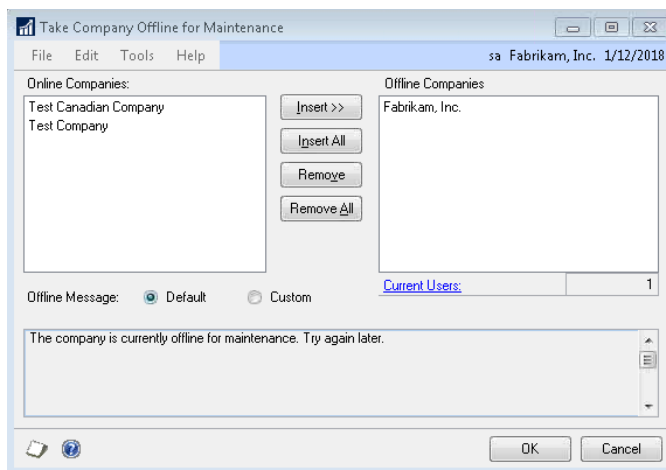 Take Company Offline for Maintenance
File Edit Tools Help sa Fabrikam, Inc. 1/12/2018
Online Companies:
Test Canadian Company
Test Company
Insert >>
Insert All
Remove
Remove All
Offline Companies
Fabrikam, Inc.
Current Users: 1
Offline Message: Default Custom
The company is currently offline for maintenance. Try again later.
OK Cancel